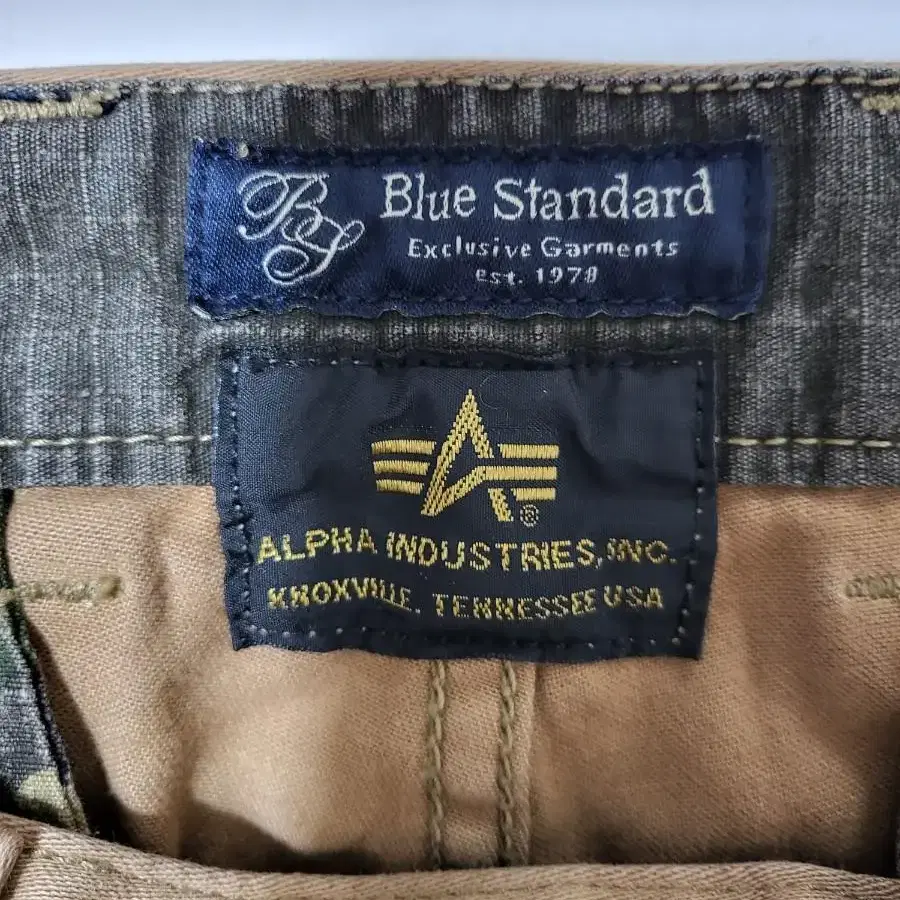 BS
Blue Standard
Exclusive Garments
est. 1978
®
ALPHA INDUSTRIES, INC.
KNOXVILLE, TENNESSEE USA